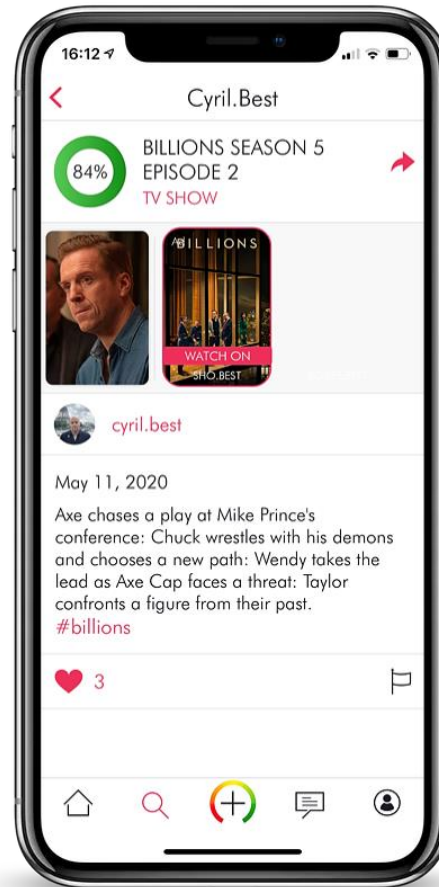 16:12
Cyril.Best
84%
BILLIONS SEASON 5
EPISODE 2
TV SHOW
Ad
BILLIONS
WATCH ON
SHO.BEST
cyril.best
May 11, 2020
Axe chases a play at Mike Prince's
conference: Chuck wrestles with his demons
and chooses a new path: Wendy takes the
lead as Axe Cap faces a threat: Taylor
confronts a figure from their past.
#billions
3